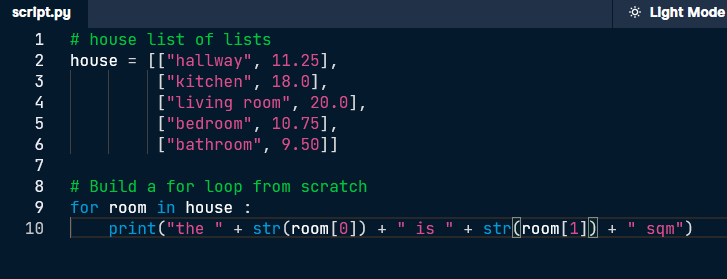 script.py
Light Mode
1 # house list of lists
2 house = [["hallway", 11.25],
3 ["kitchen", 18.0],
4 ["living room", 20.0],
5 ["bedroom", 10.75],
6 ["bathroom", 9.50]]
7
8 # Build a for loop from scratch
9 for room in house :
10 print("the " + str(room[0]) + " is " + str(room[1]) + " sqm")